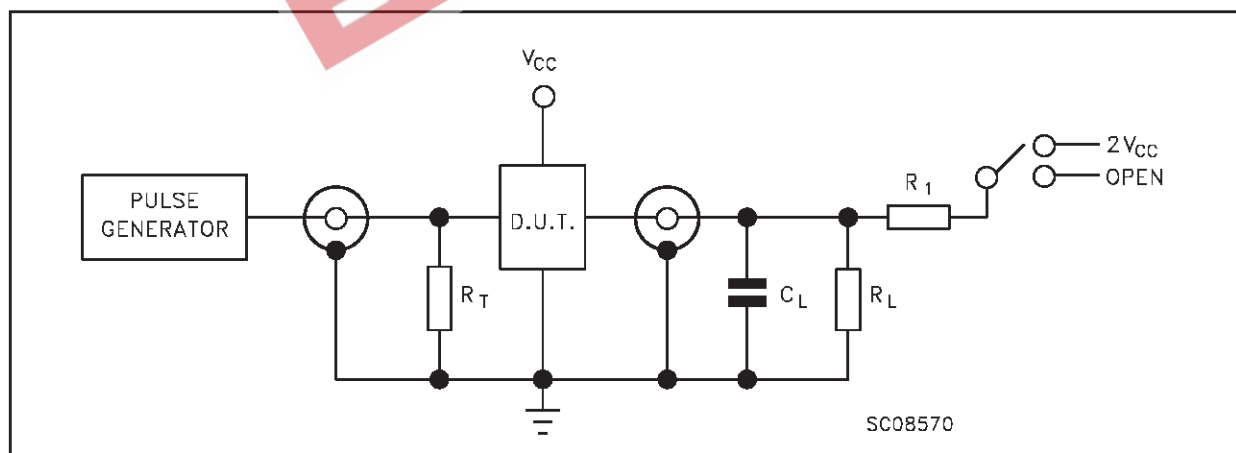 VCC
2VCC
OPEN
R1
PULSE
GENERATOR
D.U.T.
RT
CL
RL
SC08570